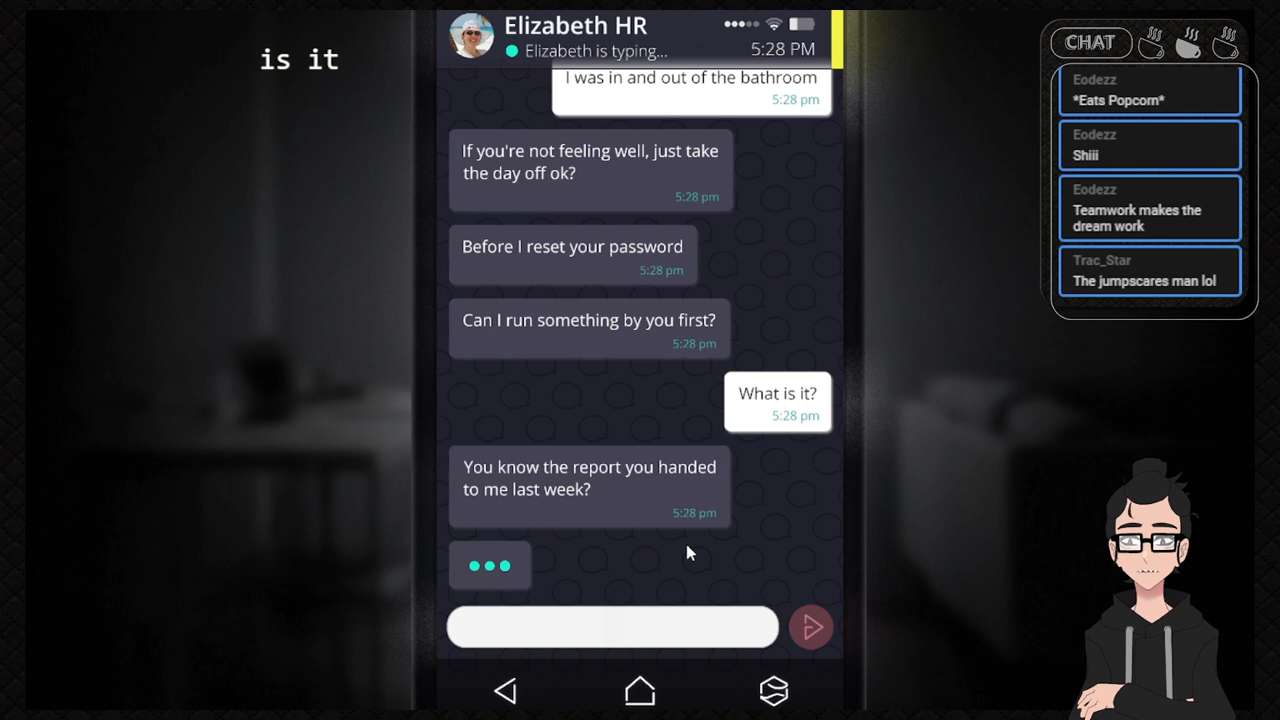 is it
Elizabeth HR
Elizabeth is typing...
5:28 PM
I was in and out of the bathroom
5:28 pm
If you're not feeling well, just take
the day off ok?
5:28 pm
Before I reset your password
5:28 pm
Can I run something by you first?
5:28 pm
What is it?
5:28 pm
You know the report you handed
to me last week?
5:28 pm
CHAT
Eodezz
*Eats Popcorn*
Eodezz
Shiii
Eodezz
Teamwork makes the
dream work
Trac_Star
The jumpscares man lol